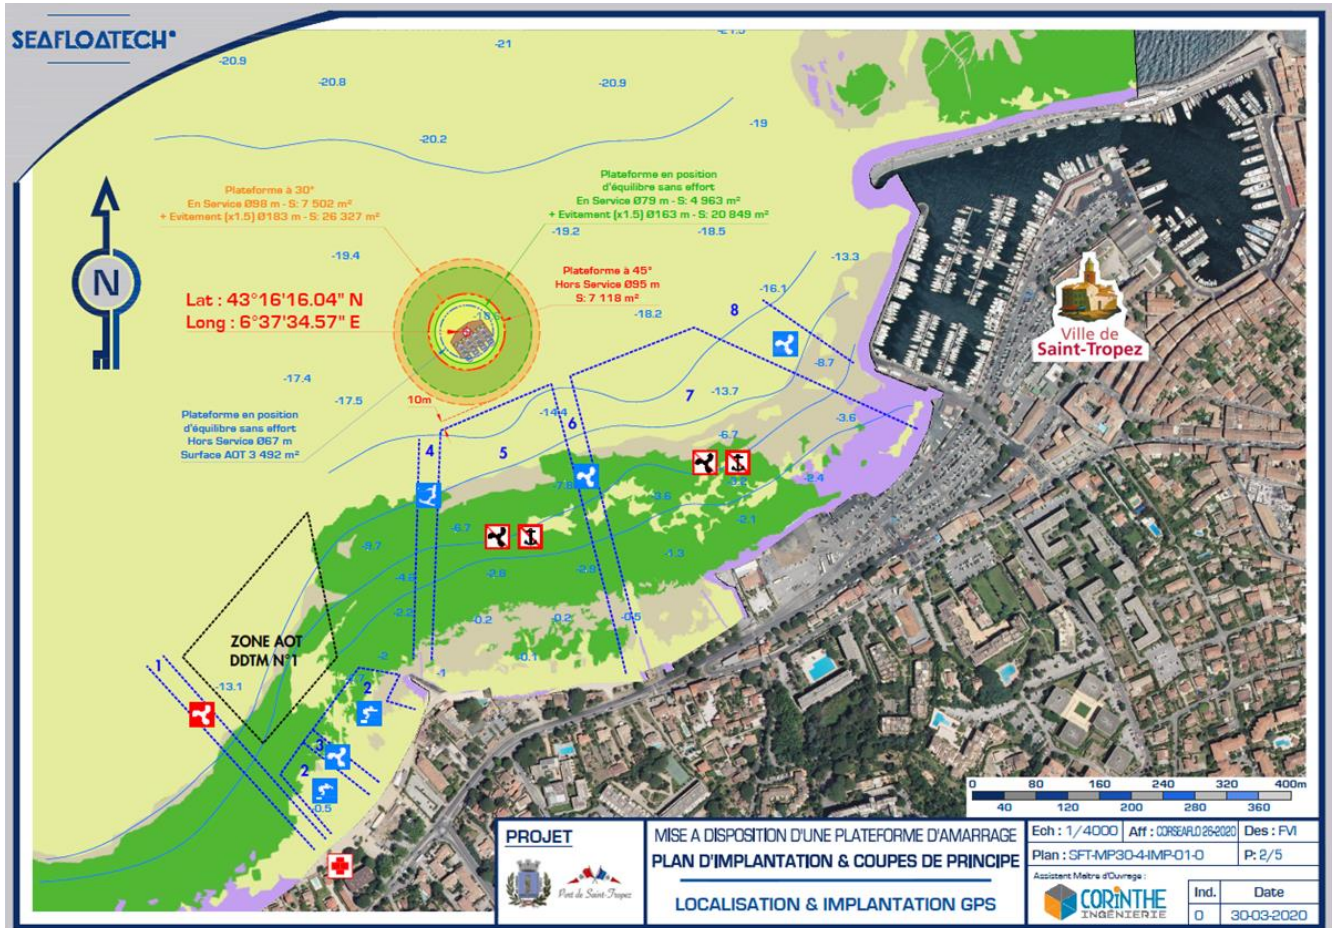 SEAFLOATECH
-21
-20.9
-20.8
-20.9
-19
-20.2
Plateforme à 30°
En Service Ø98 m - S: 7 502 m²
+ Evitement (x1.5) Ø183 m - S: 26 327 m²
Plateforme en position
d'équilibre sans effort
En Service Ø79 m - S: 4 963 m²
+ Evitement (x1.5) Ø163 m - S: 20 849 m²
-19.2
-18.5
-19.4
-13.3
N
Lat : 43°16'16.04" N
Long : 6°37'34.57" E
Plateforme à 45°
Hors Service Ø95 m
S: 7 118 m²
-18.2
-16.1
8
Ville de
Saint-Tropez
-8.7
-17.4
-17.5
10m
-14.4
7
-13.7
-3.6
Plateforme en position
d'équilibre sans effort
Hors Service Ø67 m
Surface AOT 3 492 m²
4
5
6
-6.7
-7.8
-3.6
-2.4
-6.7
-2.1
-9.7
-1.3
-4.8
-2.6
-2.9
-2.2
-0.2
-0.2
-0.5
-2
-0.1
-1
ZONE AOT
DDTM N°1
1
-13.1
2
3
2
-0.5
0 80 160 240 320 400m
40 120 200 280 360
PROJET
Port de Saint-Tropez
MISE A DISPOSITION D'UNE PLATEFORME D'AMARRAGE
PLAN D'IMPLANTATION & COUPES DE PRINCIPE
LOCALISATION & IMPLANTATION GPS
Ech : 1/4000 Aff : CORSEAFLO 26-2020 Des : FVI
Plan : SFT-MP30-4-IMP-01-0 P: 2/5
Assistant Maitre d'Ouvrage :
CORINTHE
INGÉNIERIE
Ind. Date
0 30-03-2020